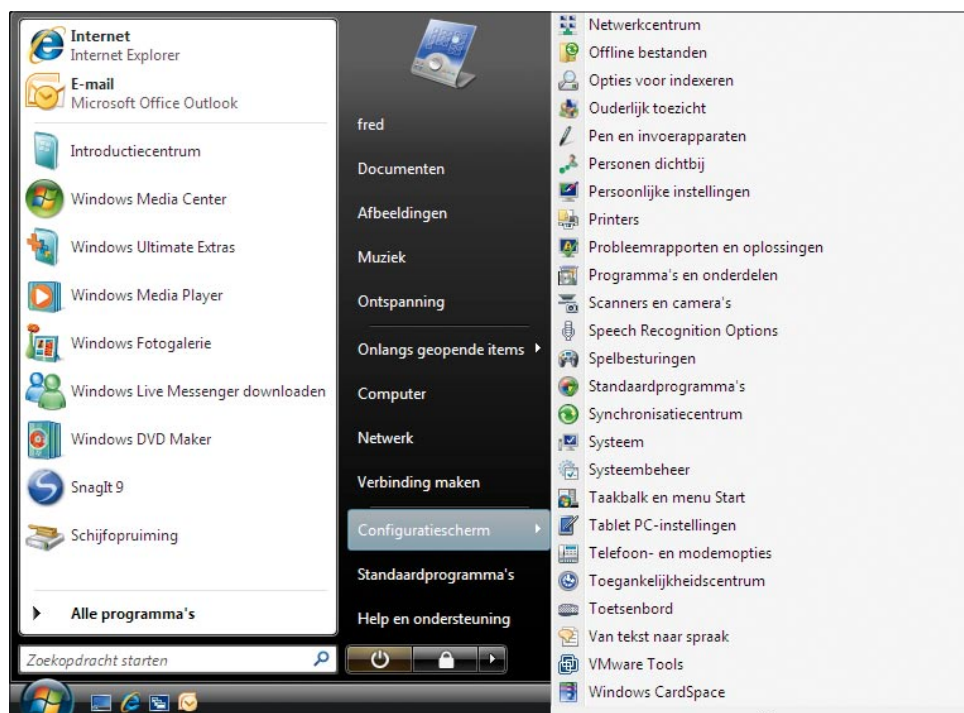 Internet
Internet Explorer
E-mail
Microsoft Office Outlook
Introductiecentrum
Windows Media Center
Windows Ultimate Extras
Windows Media Player
Windows Fotogalerie
Windows Live Messenger downloaden
Windows DVD Maker
SnagIt 9
Schijfopruiming
Alle programma's
Zoekopdracht starten
fred
Documenten
Afbeeldingen
Muziek
Ontspanning
Onlangs geopende items
Computer
Netwerk
Verbinding maken
Configuratiescherm
Standaardprogramma's
Help en ondersteuning
Netwerkcentrum
Offline bestanden
Opties voor indexeren
Ouderlijk toezicht
Pen en invoerapparaten
Personen dichtbij
Persoonlijke instellingen
Printers
Probleemrapporten en oplossingen
Programma's en onderdelen
Scanners en camera's
Speech Recognition Options
Spelbesturingen
Standaardprogramma's
Synchronisatiecentrum
Systeem
Systeembeheer
Taakbalk en menu Start
Tablet PC-instellingen
Telefoon- en modemopties
Toegankelijkheidscentrum
Toetsenbord
Van tekst naar spraak
VMware Tools
Windows CardSpace